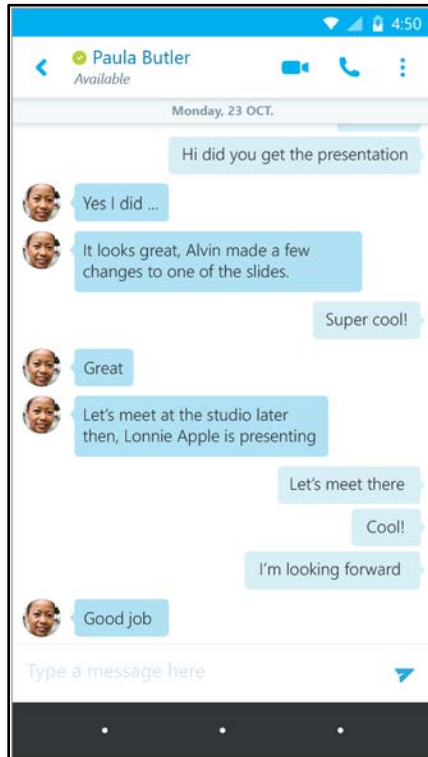 4:50
Paula Butler
Available
Monday, 23 OCT.
Hi did you get the presentation
Yes I did ...
It looks great, Alvin made a few
changes to one of the slides.
Super cool!
Great
Let's meet at the studio later
then, Lonnie Apple is presenting
Let's meet there
Cool!
I'm looking forward
Good job
Type a message here